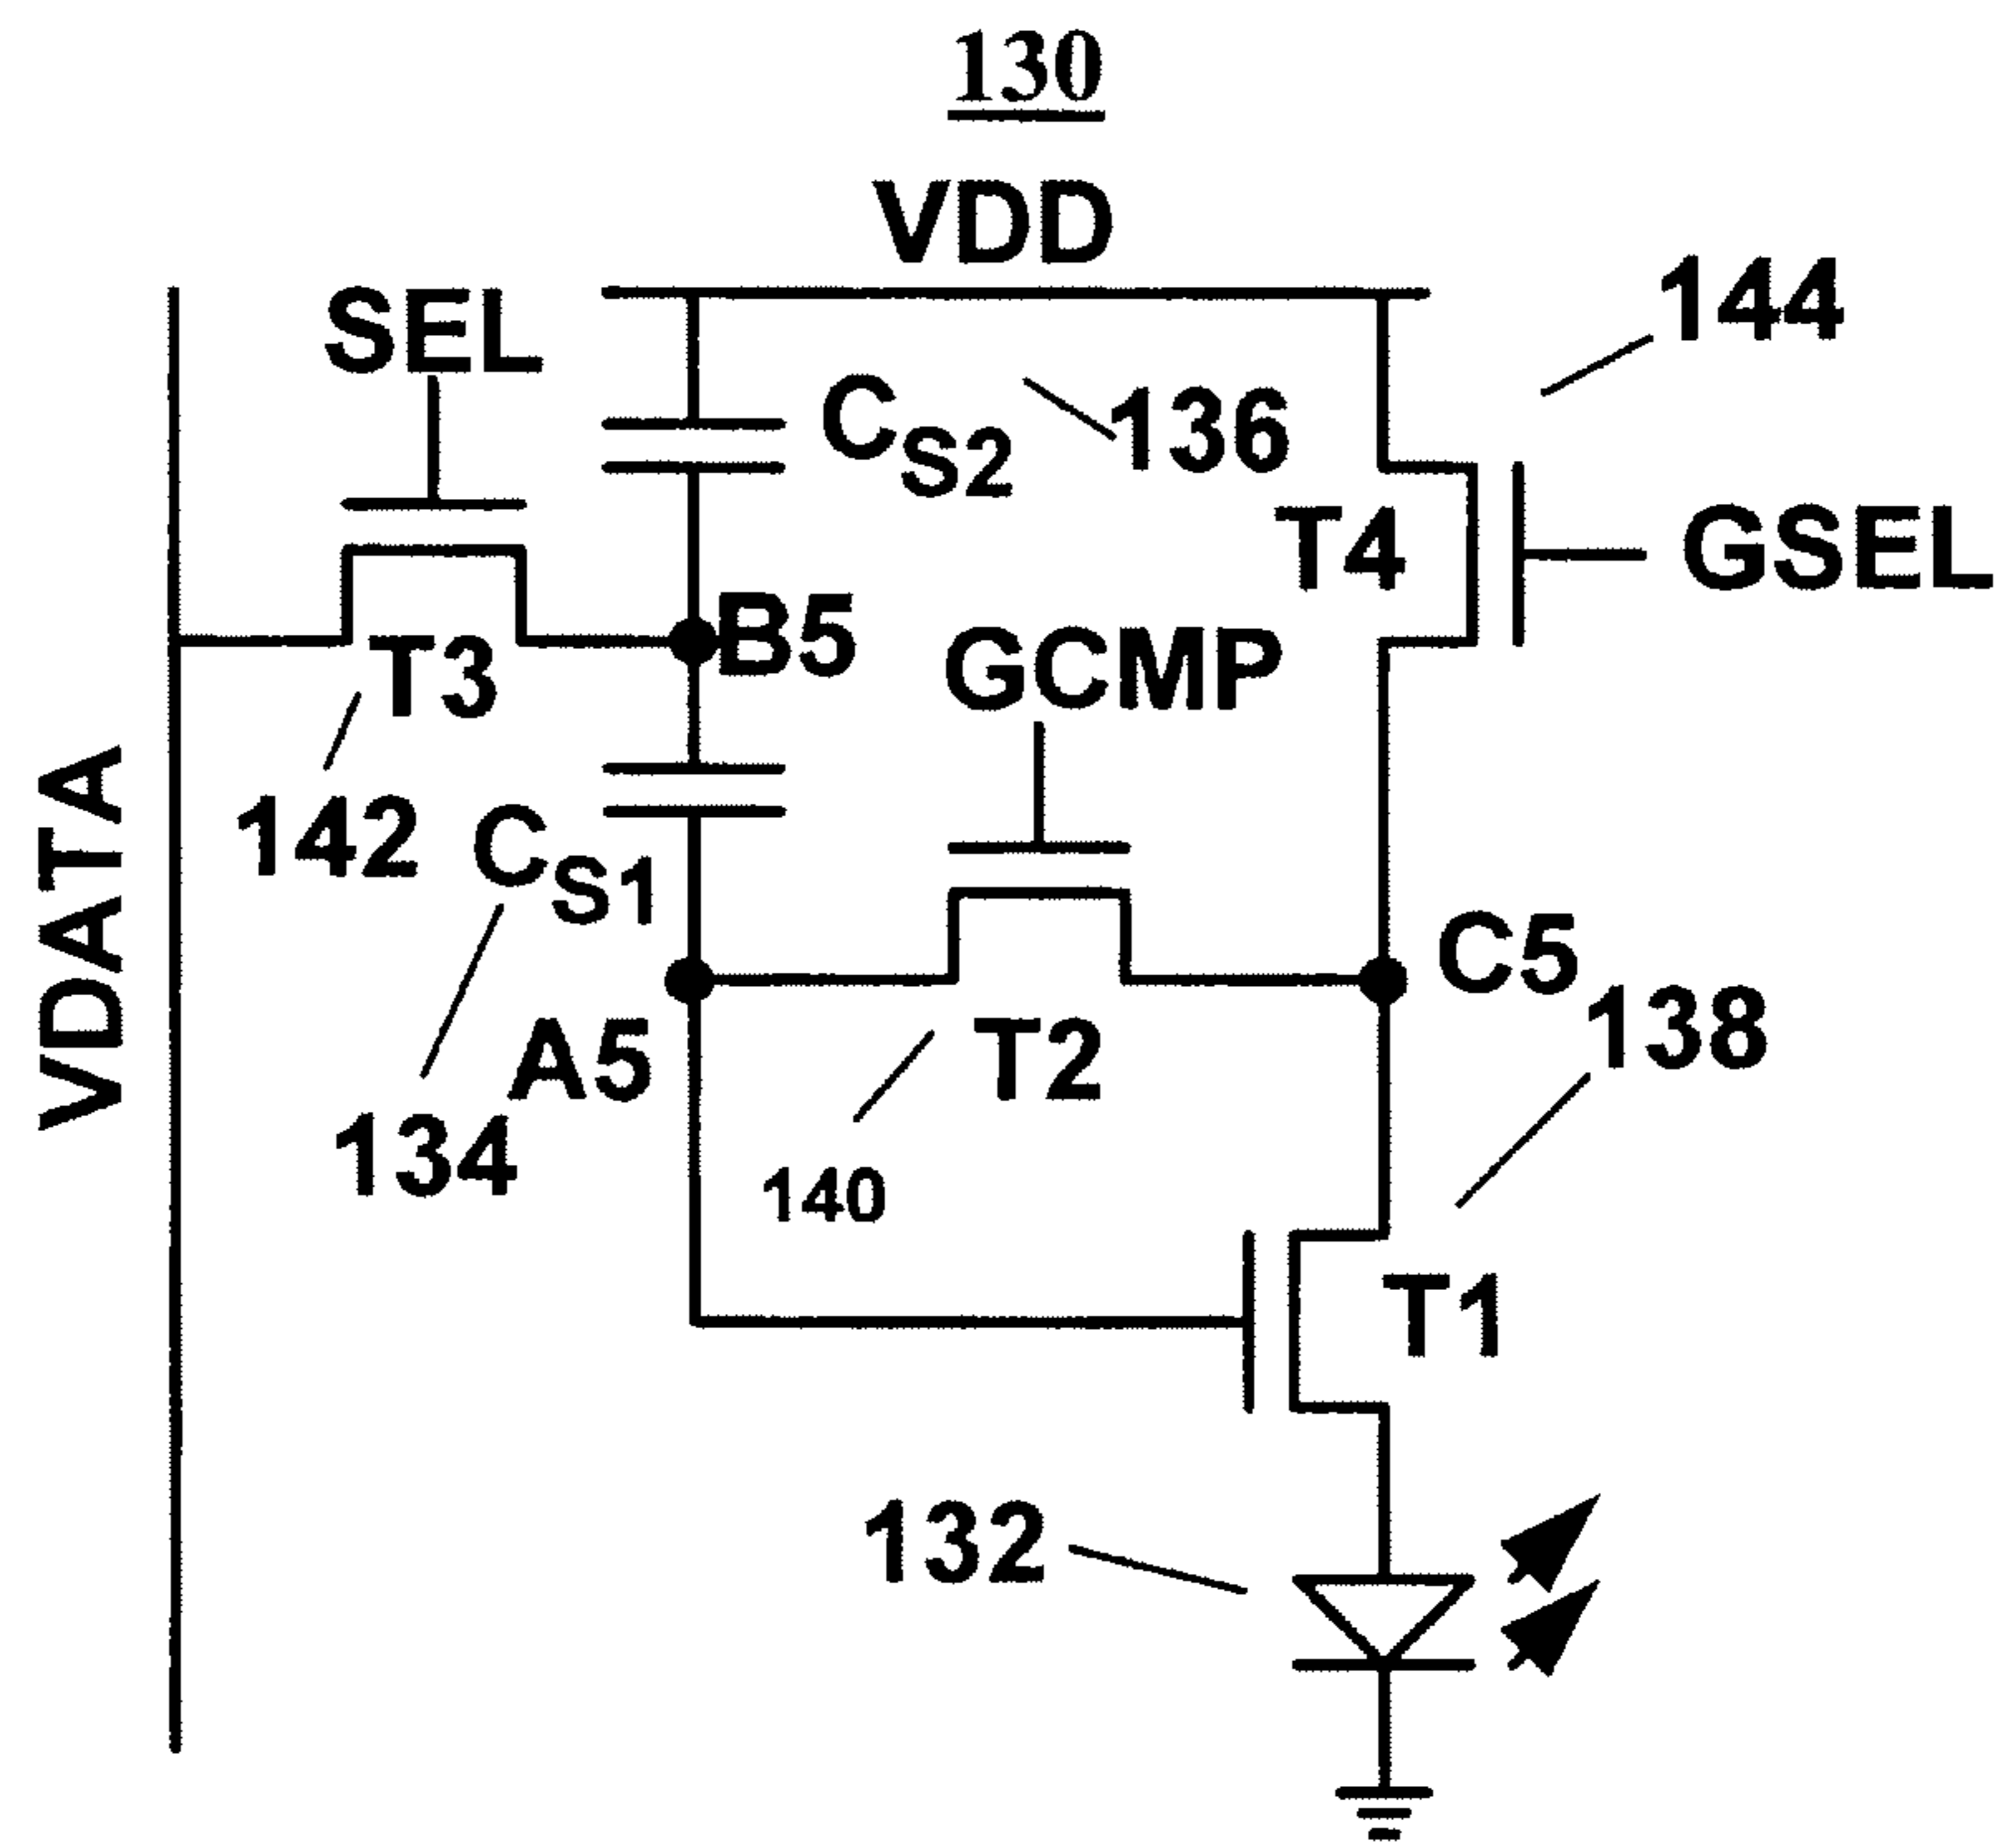 130
VDD
144
SEL
CS2
136
T4
GSEL
B5
T3
GCMP
VDATA
142
CS1
C5
138
A5
T2
134
140
T1
132